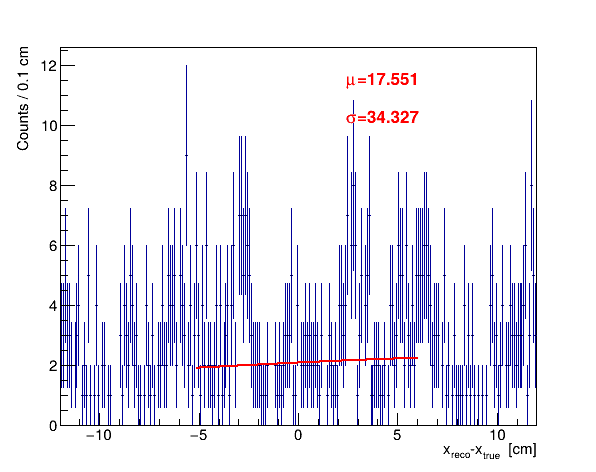 Counts / 0.1 cm
12
10
8
6
4
2
0
μ=17.551
σ=34.327
−10 −5 0 5 10
x_reco-x_true [cm]